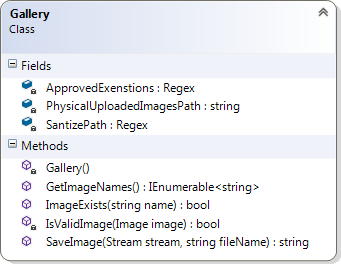 Gallery
Class
Fields
ApprovedExenstions : Regex
PhysicalUploadedImagesPath : string
SantizePath : Regex
Methods
Gallery()
GetImageNames() : IEnumerable<string>
ImageExists(string name) : bool
IsValidImage(Image image) : bool
SaveImage(Stream stream, string fileName) : string